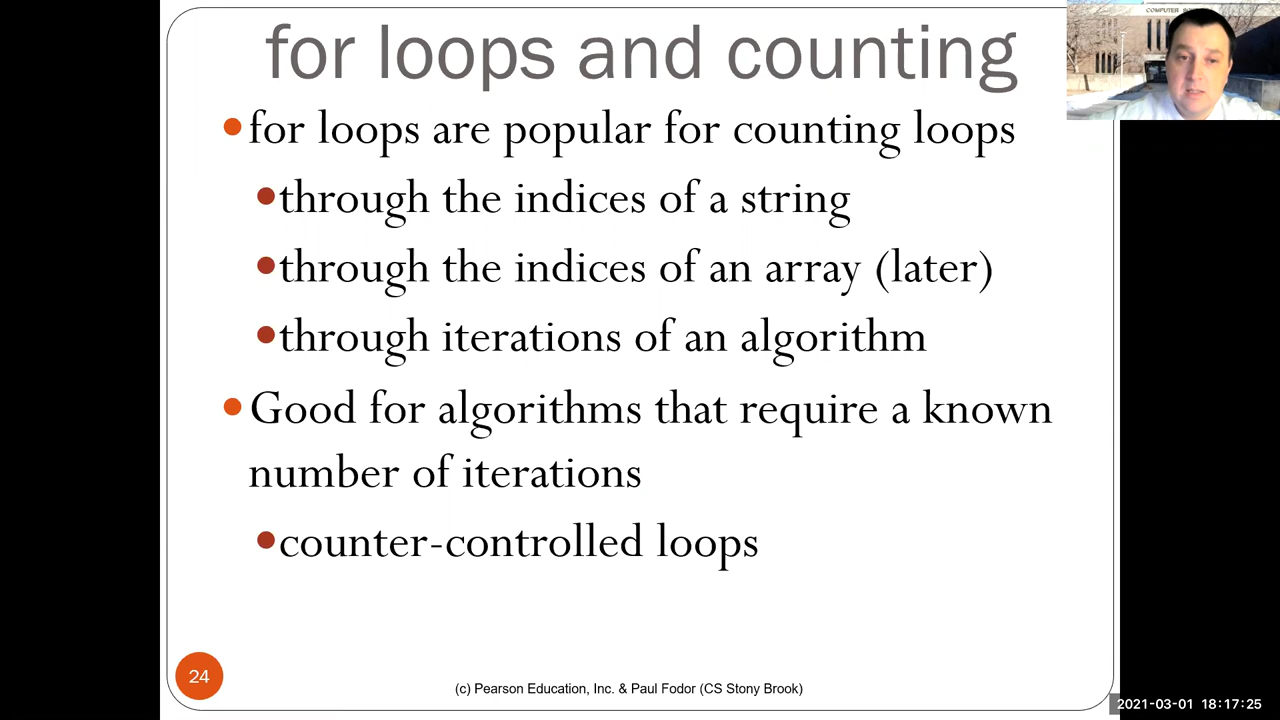 for loops and counting
COMPUTER
•for loops are popular for counting loops
•through the indices of a string
•through the indices of an array (later)
•through iterations of an algorithm
•Good for algorithms that require a known
number of iterations
•counter-controlled loops
24
(c) Pearson Education, Inc. & Paul Fodor (CS Stony Brook)
2021-03-01 18:17:25